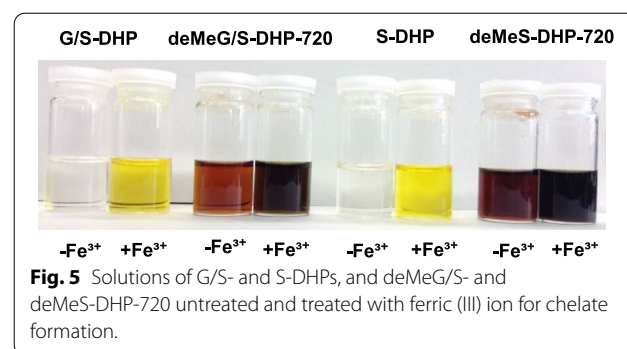 G/S-DHP deMeG/S-DHP-720 S-DHP deMeS-DHP-720
-Fe³⁺ +Fe³⁺ -Fe³⁺ +Fe³⁺ -Fe³⁺ +Fe³⁺ -Fe³⁺ +Fe³⁺
Fig. 5 Solutions of G/S- and S-DHPs, and deMeG/S- and
deMeS-DHP-720 untreated and treated with ferric (III) ion for chelate
formation.